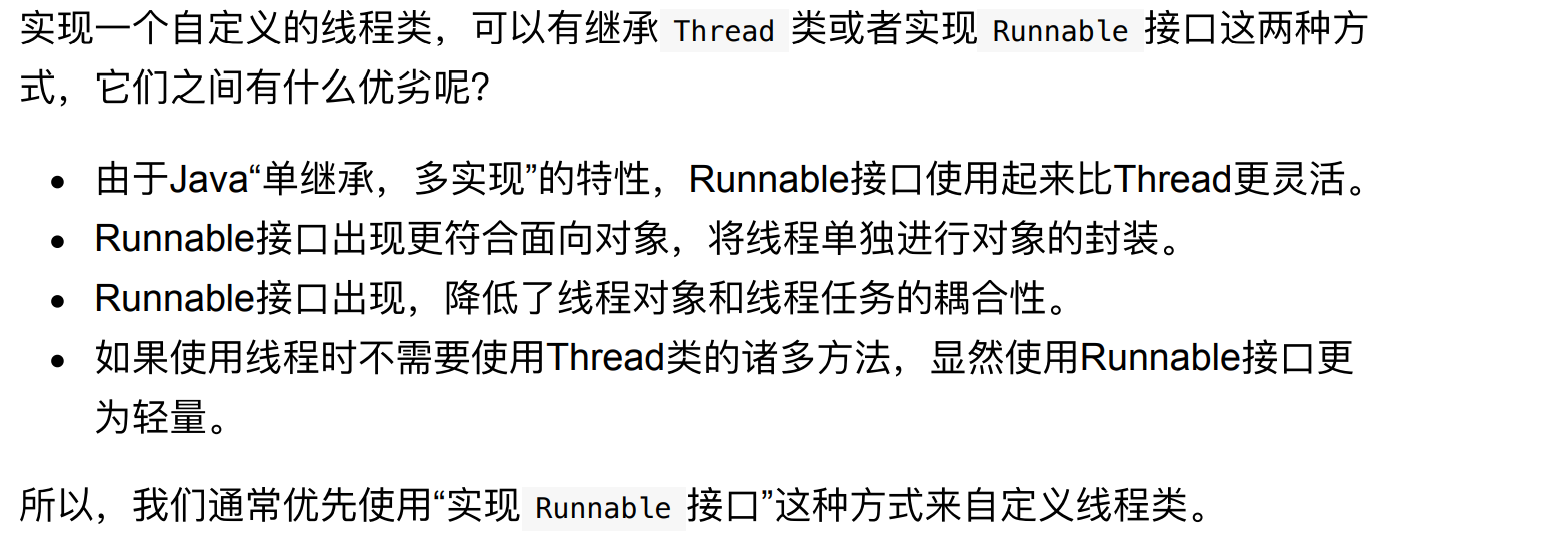 实现一个自定义的线程类，可以有继承 Thread 类或者实现 Runnable 接口这两种方
式，它们之间有什么优劣呢？
• 由于Java“单继承，多实现”的特性，Runnable接口使用起来比Thread更灵活。
• Runnable接口出现更符合面向对象，将线程单独进行对象的封装。
• Runnable接口出现，降低了线程对象和线程任务的耦合性。
• 如果使用线程时不需要使用Thread类的诸多方法，显然使用Runnable接口更
为轻量。
所以，我们通常优先使用“实现 Runnable 接口”这种方式来自定义线程类。